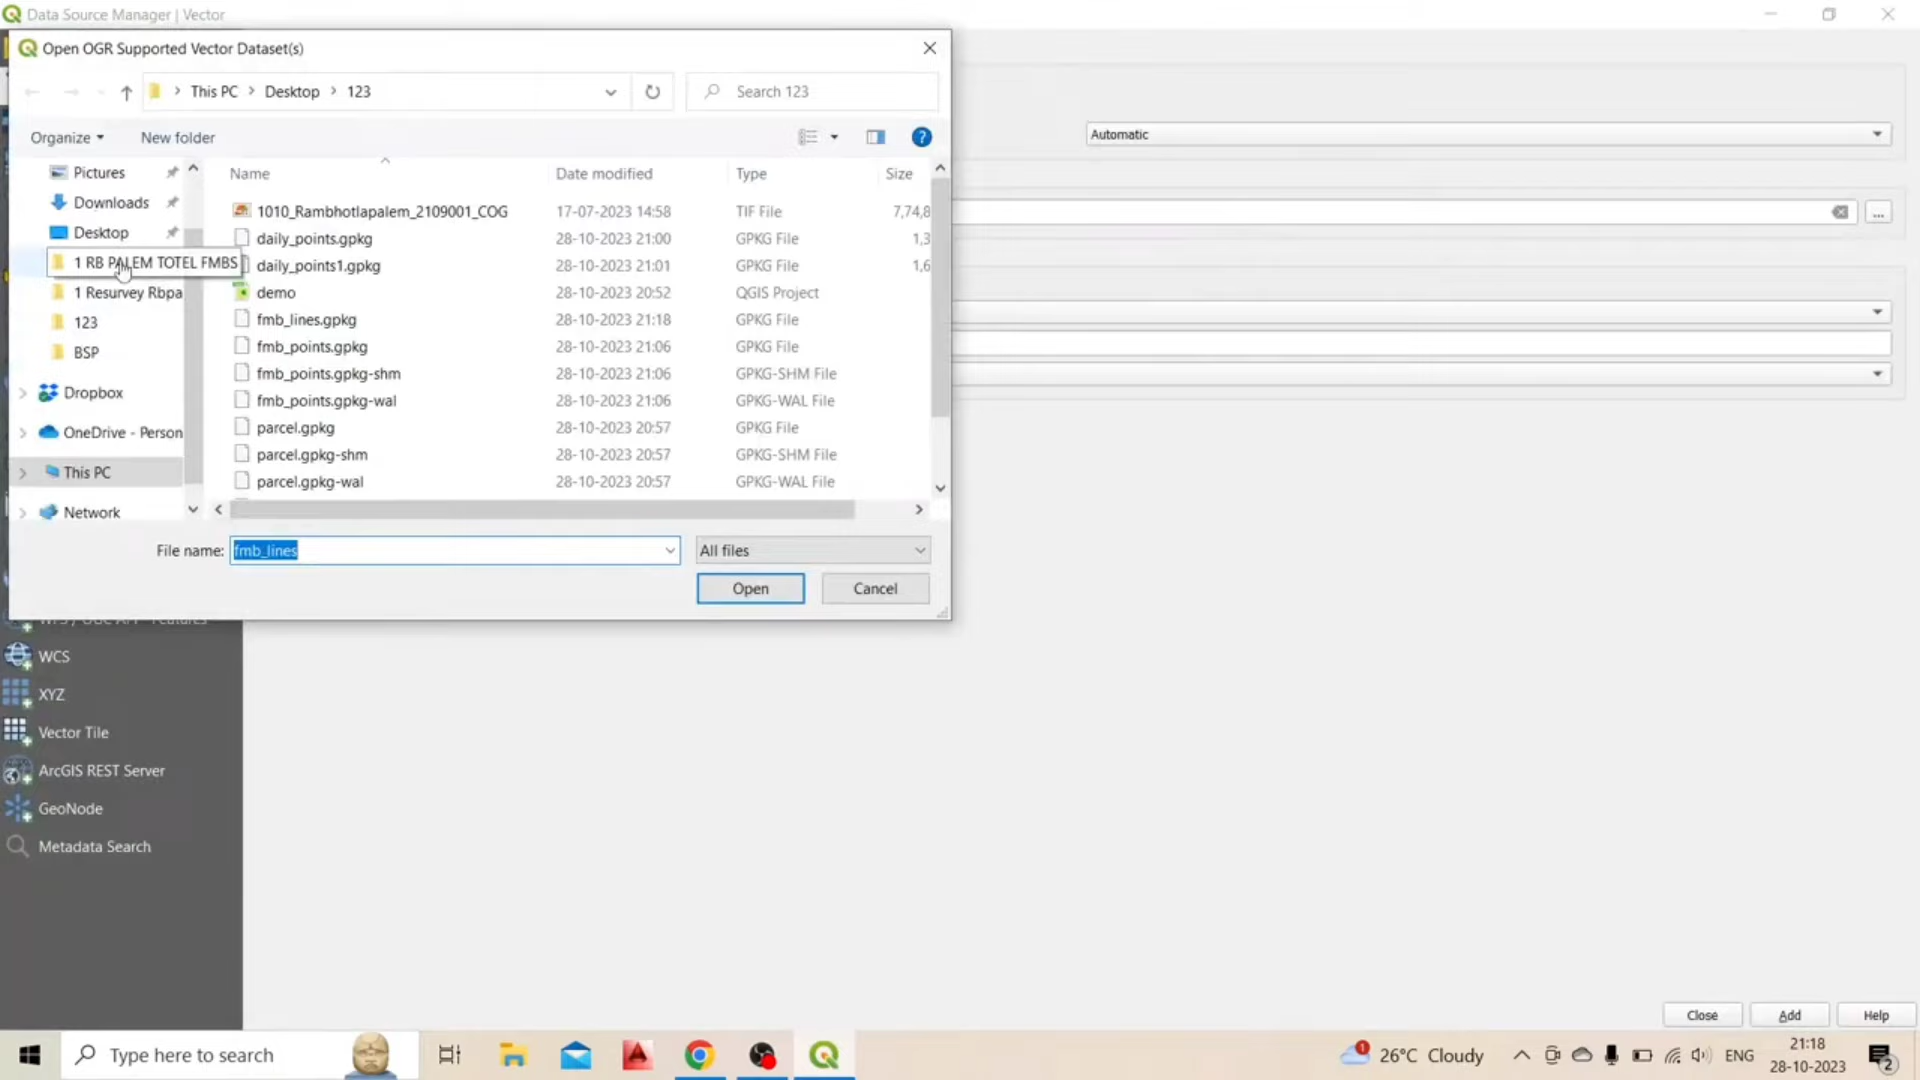 Data Source Manager | Vector
Open OGR Supported Vector Dataset(s)
This PC > Desktop > 123
Search 123
Organize
New folder
Automatic
Pictures
Downloads
Desktop
1 RB PALEM TOTEL FMBS
1 Resurvey Rbpa
123
BSP
Dropbox
OneDrive - Person
This PC
Network
Name Date modified Type Size
1010_Rambhotlapalem_2109001_COG 17-07-2023 14:58 TIF File 7,74,8
daily_points.gpkg 28-10-2023 21:00 GPKG File 1,3
daily_points1.gpkg 28-10-2023 21:01 GPKG File 1,6
demo 28-10-2023 20:52 QGIS Project
fmb_lines.gpkg 28-10-2023 21:18 GPKG File
fmb_points.gpkg 28-10-2023 21:06 GPKG File
fmb_points.gpkg-shm 28-10-2023 21:06 GPKG-SHM File
fmb_points.gpkg-wal 28-10-2023 21:06 GPKG-WAL File
parcel.gpkg 28-10-2023 20:57 GPKG File
parcel.gpkg-shm 28-10-2023 20:57 GPKG-SHM File
parcel.gpkg-wal 28-10-2023 20:57 GPKG-WAL File
File name: fmb_lines
All files
Open
Cancel
...
WCS
XYZ
Vector Tile
ArcGIS REST Server
GeoNode
Metadata Search
Close
Add
Help
Type here to search
1
26°C Cloudy
ENG
21:18
28-10-2023
2